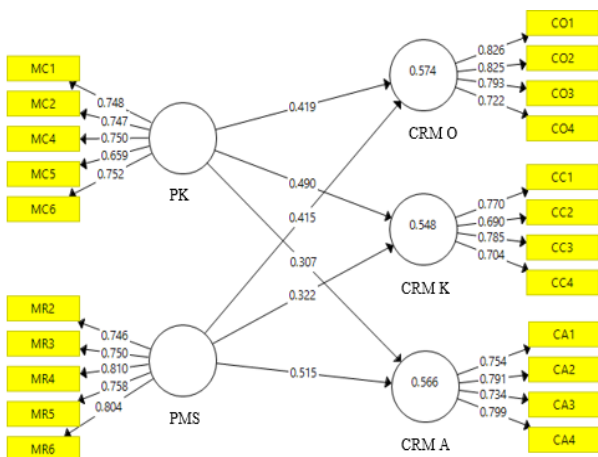 MC1
MC2
MC4
MC5
MC6
0.748
0.747
0.750
0.659
0.752
PK
MR2
MR3
MR4
MR5
MR6
0.746
0.750
0.810
0.758
0.804
PMS
0.419
0.490
0.415
0.307
0.322
0.515
0.574
CRM O
0.548
CRM K
0.566
CRM A
0.826
0.825
0.793
0.722
CO1
CO2
CO3
CO4
0.770
0.690
0.785
0.704
CC1
CC2
CC3
CC4
0.754
0.791
0.734
0.799
CA1
CA2
CA3
CA4